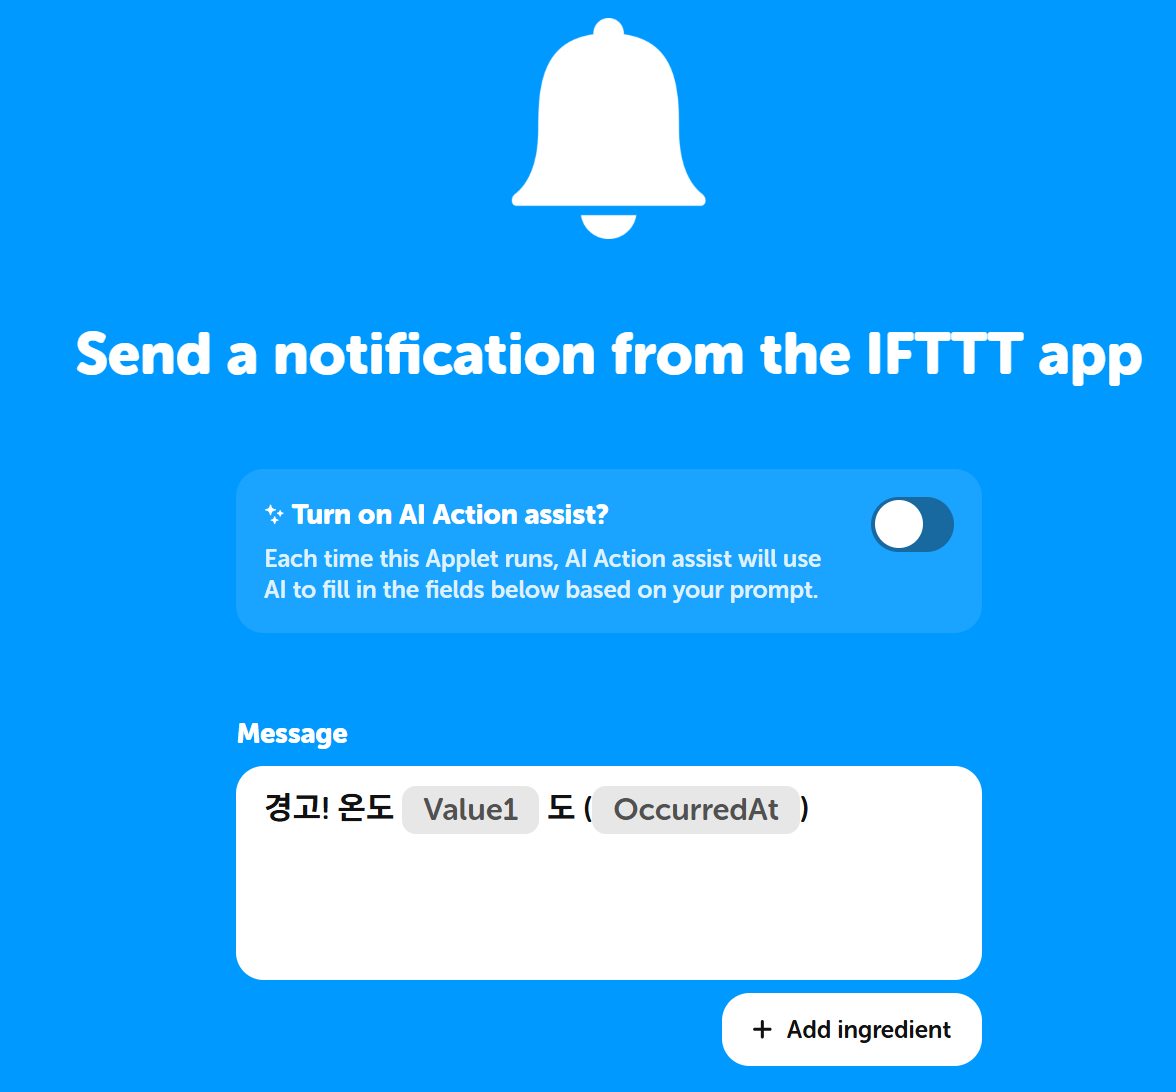 Send a notification from the IFTTT app
Turn on AI Action assist?
Each time this Applet runs, AI Action assist will use
AI to fill in the fields below based on your prompt.
Message
경고! 온도 Value1 도 (OccurredAt)
+ Add ingredient